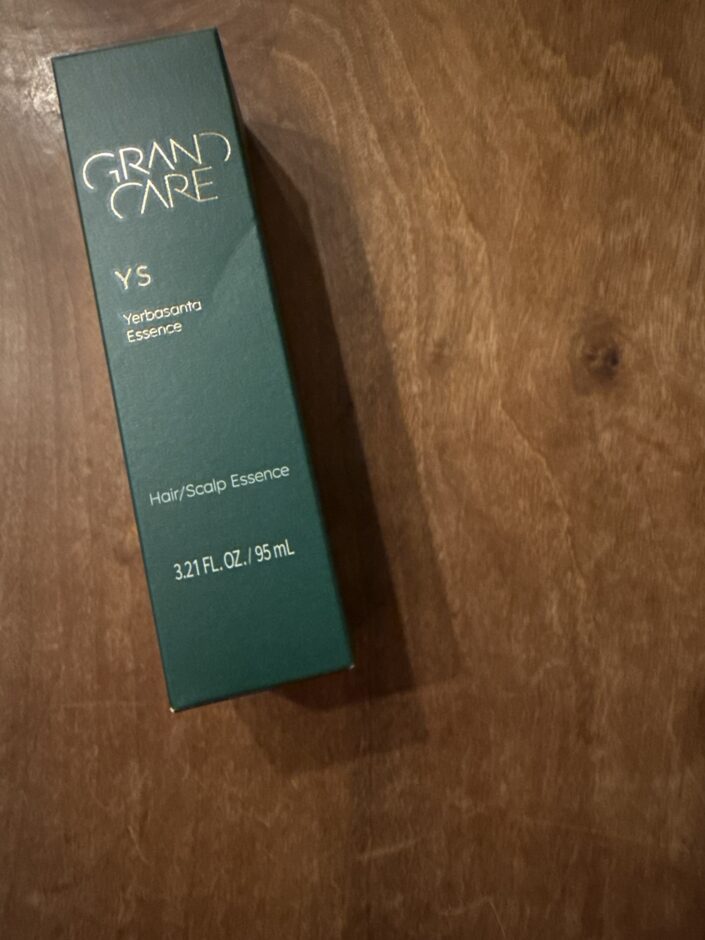 GRAND
CARE
YS
Yerbasanta
Essence
Hair/Scalp Essence
3.21 FL. OZ. / 95 mL